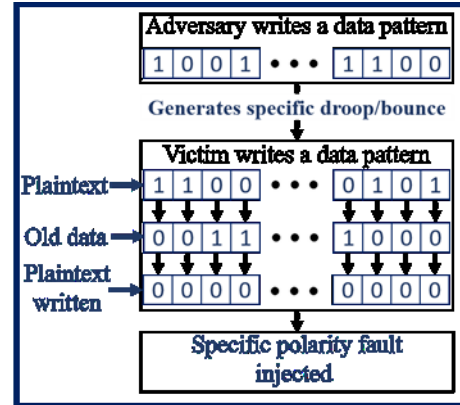 Adversary writes a data pattern
1 0 0 1 • • • 1 1 0 0
Generates specific droop/bounce
Victim writes a data pattern
Plaintext 1 1 0 0 • • • 0 1 0 1
Old data 0 0 1 1 • • • 1 0 0 0
Plaintext
written 0 0 0 0 • • • 0 0 0 0
Specific polarity fault
injected